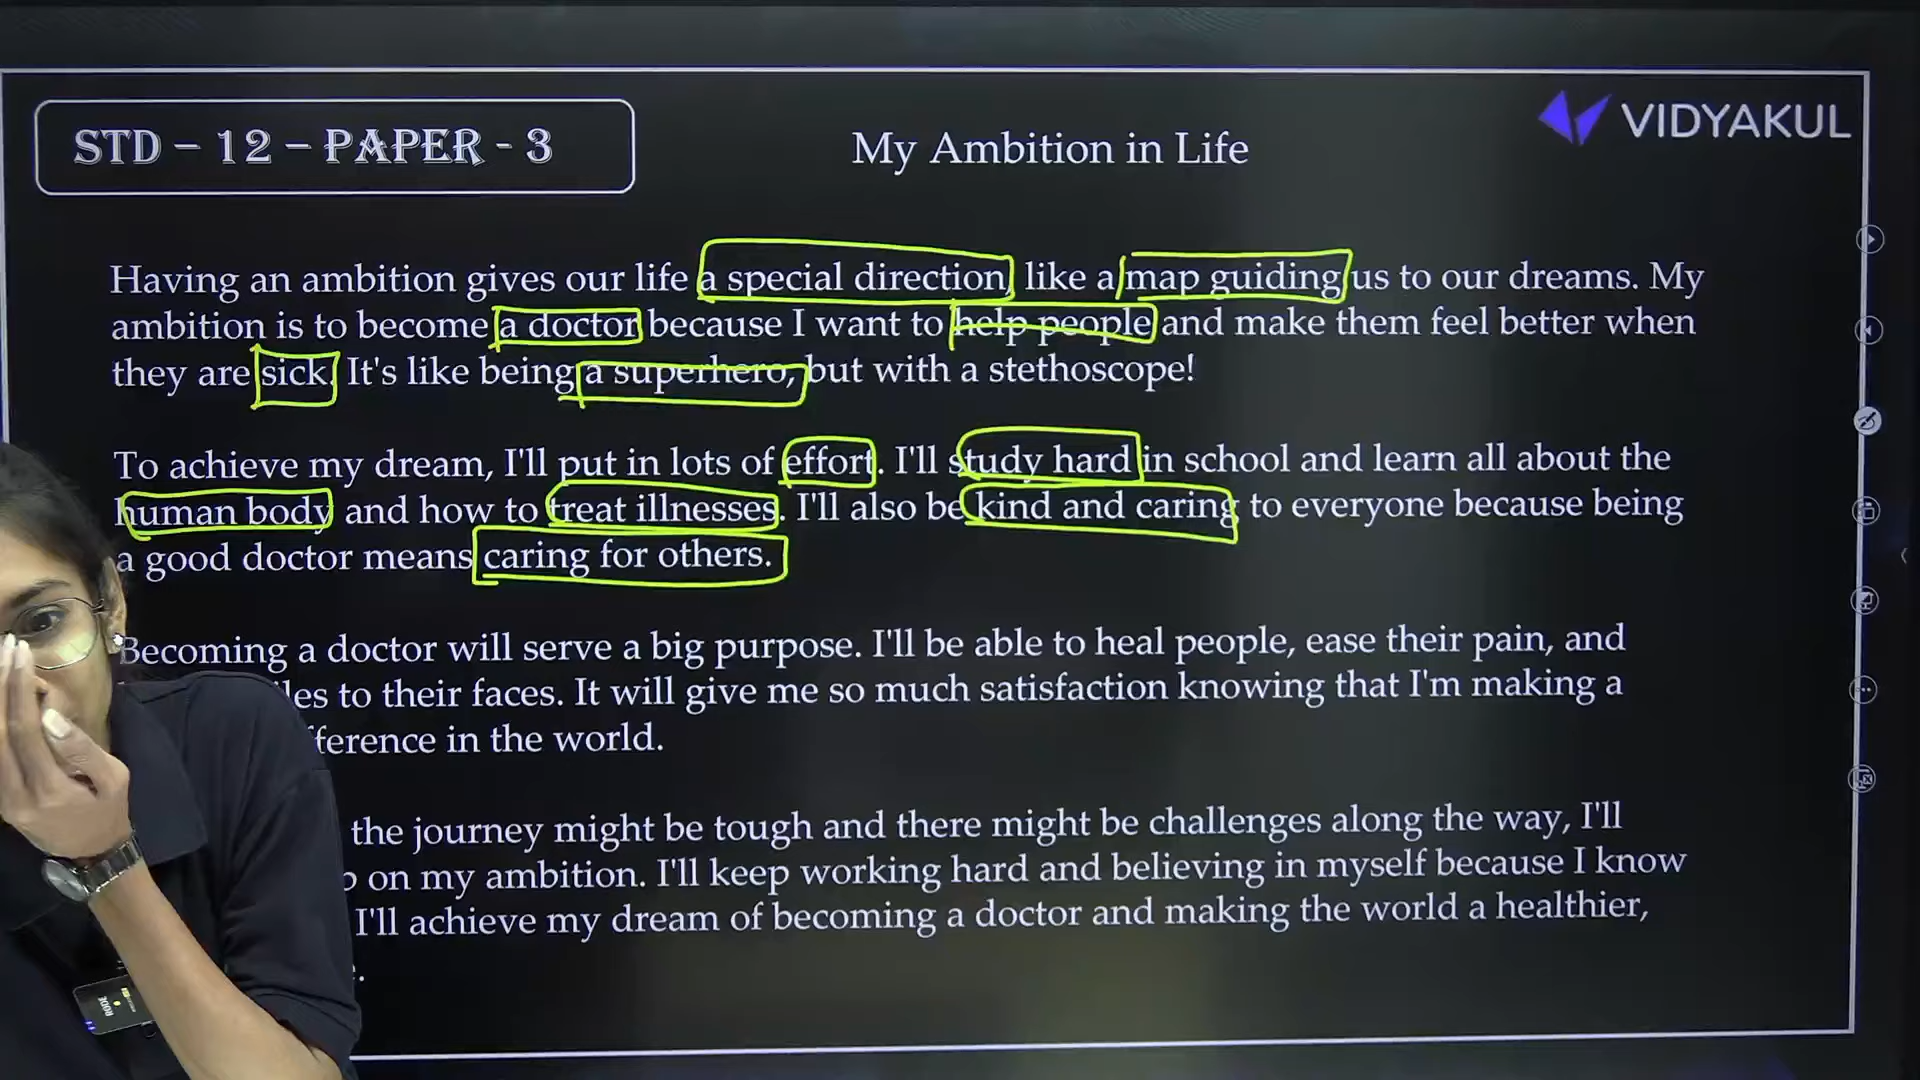 STD – 12 – PAPER - 3
My Ambition in Life
VIDYAKUL
Having an ambition gives our life a special direction, like a map guiding us to our dreams. My
ambition is to become a doctor because I want to help people and make them feel better when
they are sick. It's like being a superhero, but with a stethoscope!
To achieve my dream, I'll put in lots of effort. I'll study hard in school and learn all about the
human body and how to treat illnesses. I'll also be kind and caring to everyone because being
a good doctor means caring for others.
Becoming a doctor will serve a big purpose. I'll be able to heal people, ease their pain, and
to their faces. It will give me so much satisfaction knowing that I'm making a
in the world.
the journey might be tough and there might be challenges along the way, I'll
on my ambition. I'll keep working hard and believing in myself because I know
I'll achieve my dream of becoming a doctor and making the world a healthier,
RODE